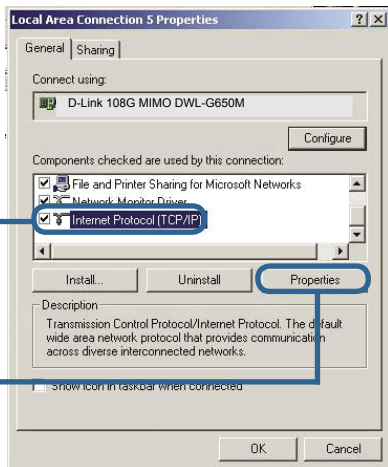 Local Area Connection 5 Properties
General
Sharing
Connect using:
D-Link 108G MIMO DWL-G650M
Configure
Components checked are used by this connection:
File and Printer Sharing for Microsoft Networks
Network Monitor Driver
Internet Protocol (TCP/IP)
Install...
Uninstall
Properties
Description
Transmission Control Protocol/Internet Protocol. The default
wide area network protocol that provides communication
across diverse interconnected networks.
Show icon in taskbar when connected
OK
Cancel